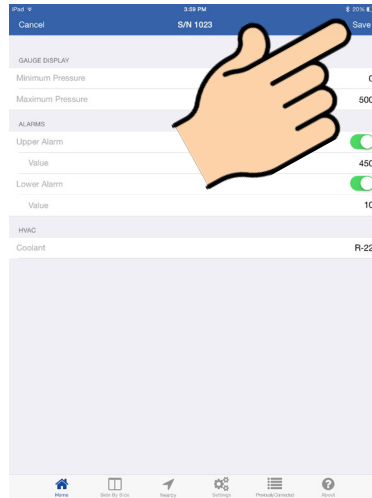 iPad 3:59 PM 20%
Cancel S/N 1023 Save
GAUGE DISPLAY
Minimum Pressure 0
Maximum Pressure 500
ALARMS
Upper Alarm
Value 450
Lower Alarm
Value 10
HVAC
Coolant R-22
Home Side By Side Nearby Settings Previously Connected About